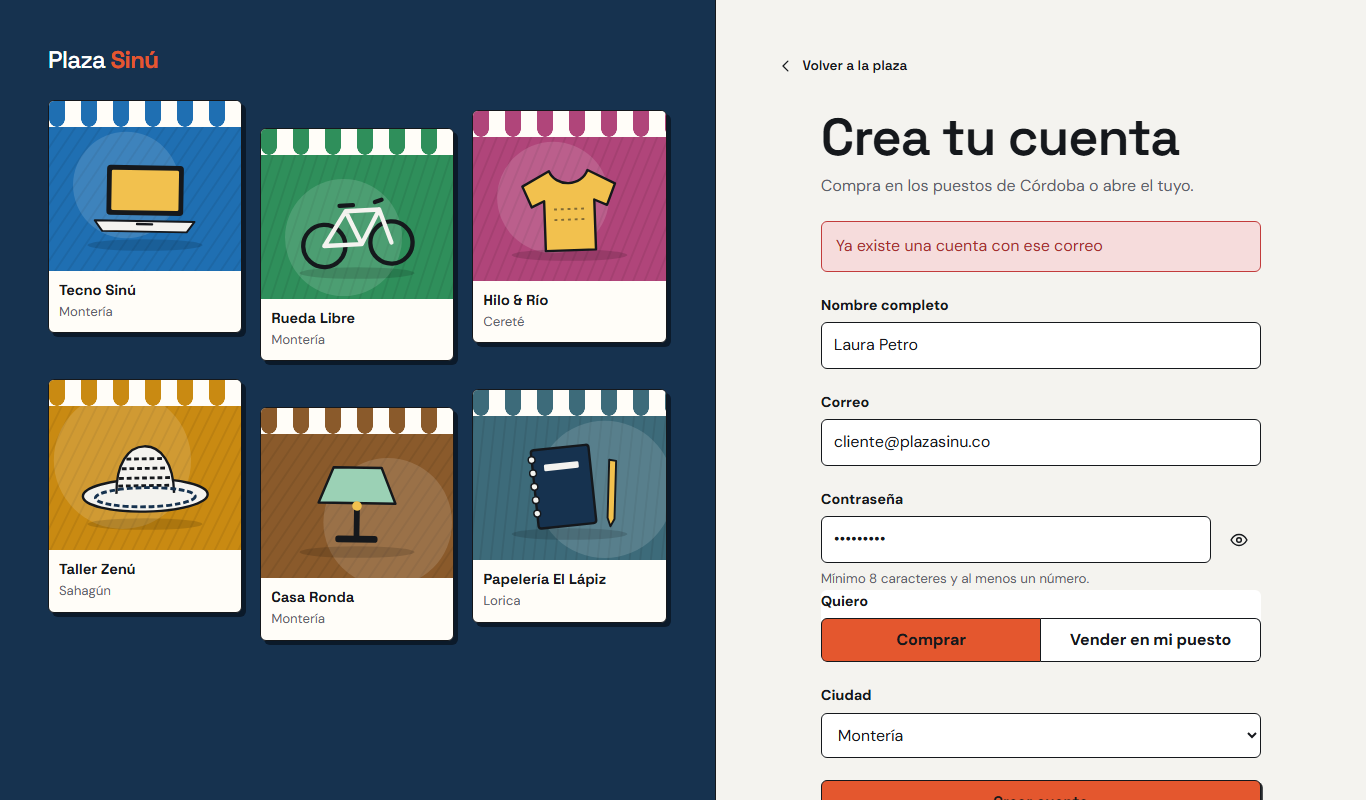 Plaza Sinú
Tecno Sinú
Montería
Rueda Libre
Montería
Hilo & Río
Cereté
Taller Zenú
Sahagún
Casa Ronda
Montería
Papelería El Lápiz
Lorica
Volver a la plaza
Crea tu cuenta
Compra en los puestos de Córdoba o abre el tuyo.
Ya existe una cuenta con ese correo
Nombre completo
Laura Petro
Correo
cliente@plazasinu.co
Contraseña
•••••••••
Mínimo 8 caracteres y al menos un número.
Quiero
Comprar
Vender en mi puesto
Ciudad
Montería